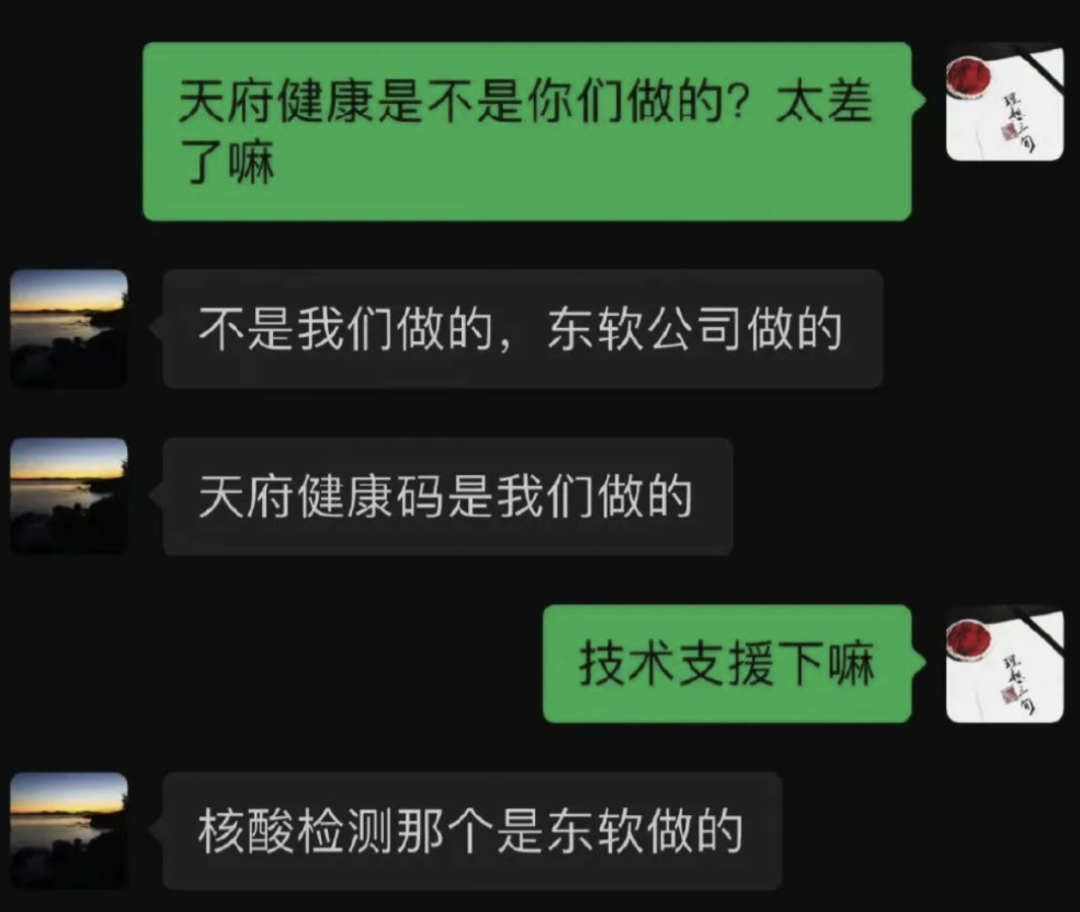 天府健康是不是你们做的？太差
了嘛
不是我们做的，东软公司做的
天府健康码是我们做的
技术支援下嘛
核酸检测那个是东软做的